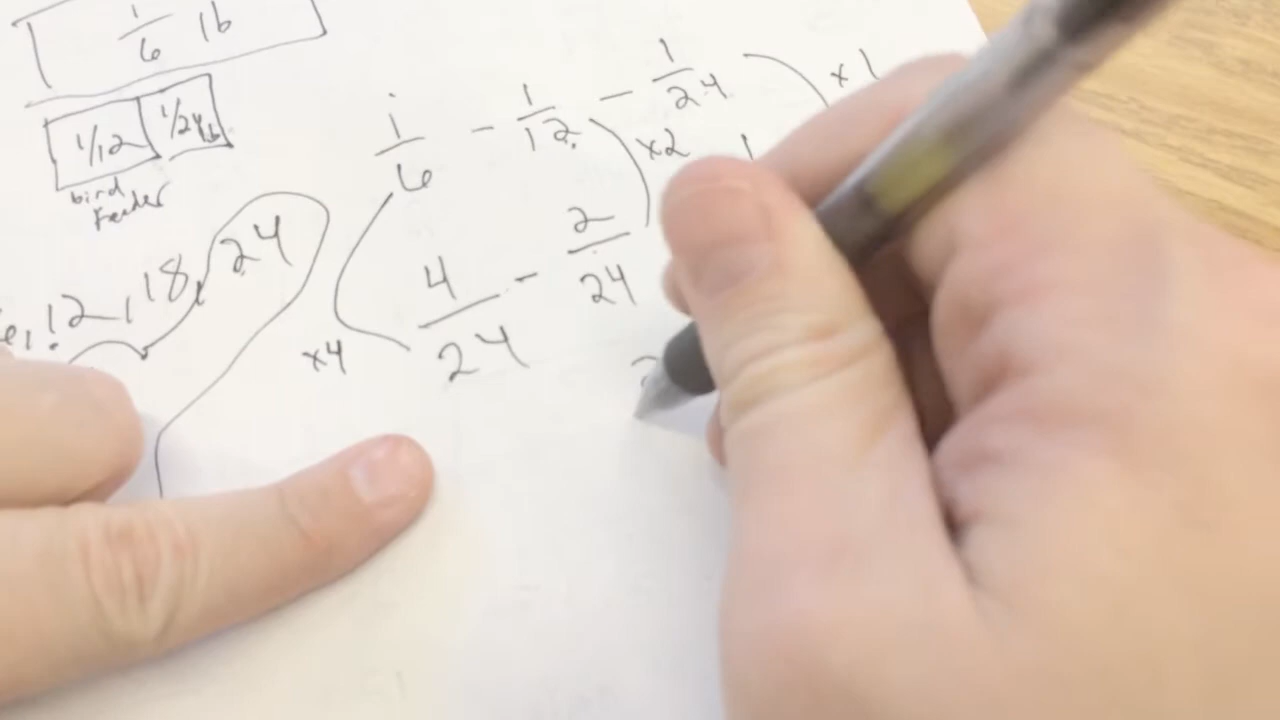 1/6 lb
1/12 1/24 lb
bird
Feeder
6, 12, 18, 24
1/6 - 1/12 - 1/24
x1
x2
4/24 - 2/24
x4